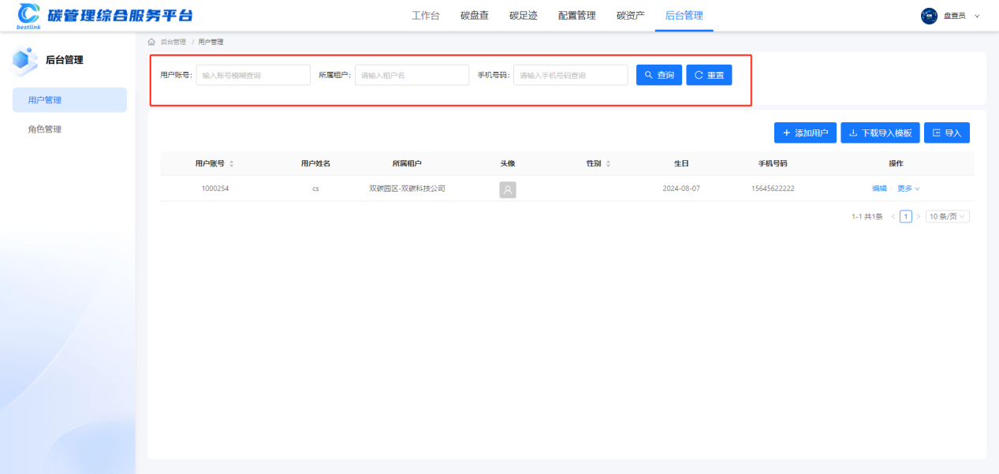 碳管理综合服务平台
bestlink
工作台 碳盘查 碳足迹 配置管理 碳资产 后台管理
盘查员
后台管理 / 用户管理
后台管理
用户管理
角色管理
用户账号: 输入账号模糊查询 所属租户: 请输入租户名 手机号码: 请输入手机号码查询 查询 重置
添加用户 下载导入模板 导入
用户账号 用户姓名 所属租户 头像 性别 生日 手机号码 操作
1000254 cs 双碳园区-双碳科技公司 2024-08-07 15645622222 编辑 更多
1-1 共1条 < 1 > 10 条/页